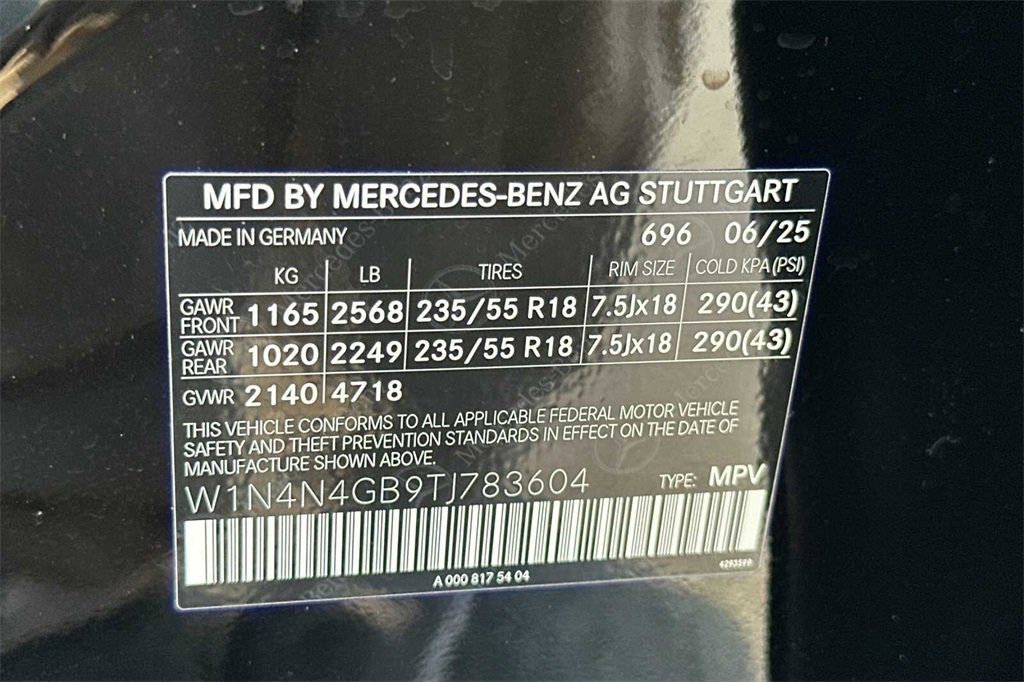 MFD BY MERCEDES-BENZ AG STUTTGART
MADE IN GERMANY 696 06/25
KG LB TIRES RIM SIZE COLD KPA (PSI)
GAWR FRONT 1165 2568 235/55 R18 7.5Jx18 290(43)
GAWR REAR 1020 2249 235/55 R18 7.5Jx18 290(43)
GVWR 2140 4718
THIS VEHICLE CONFORMS TO ALL APPLICABLE FEDERAL MOTOR VEHICLE
SAFETY AND THEFT PREVENTION STANDARDS IN EFFECT ON THE DATE OF
MANUFACTURE SHOWN ABOVE.
W1N4N4GB9TJ783604 TYPE: MPV
A 000 817 54 04